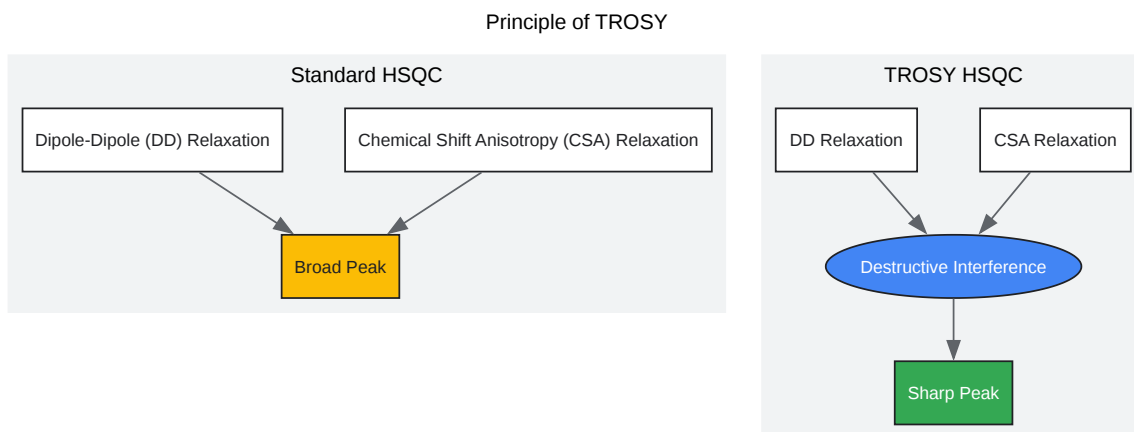 Principle of TROSY
Standard HSQC
Dipole-Dipole (DD) Relaxation
Chemical Shift Anisotropy (CSA) Relaxation
Broad Peak
TROSY HSQC
DD Relaxation
CSA Relaxation
Destructive Interference
Sharp Peak